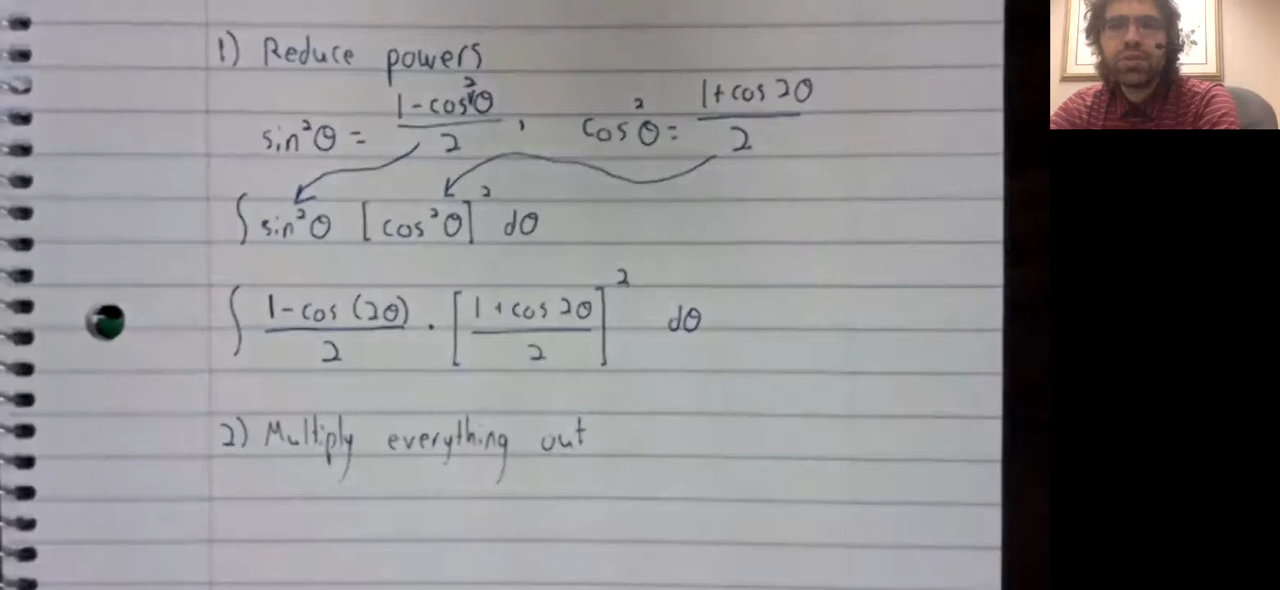 1) Reduce powers
sin²θ = (1 - cos 2θ)/2 , cos²θ = (1 + cos 2θ)/2
∫ sin²θ [cos²θ]² dθ
∫ (1 - cos (2θ))/2 · [(1 + cos 2θ)/2]² dθ
2) Multiply everything out